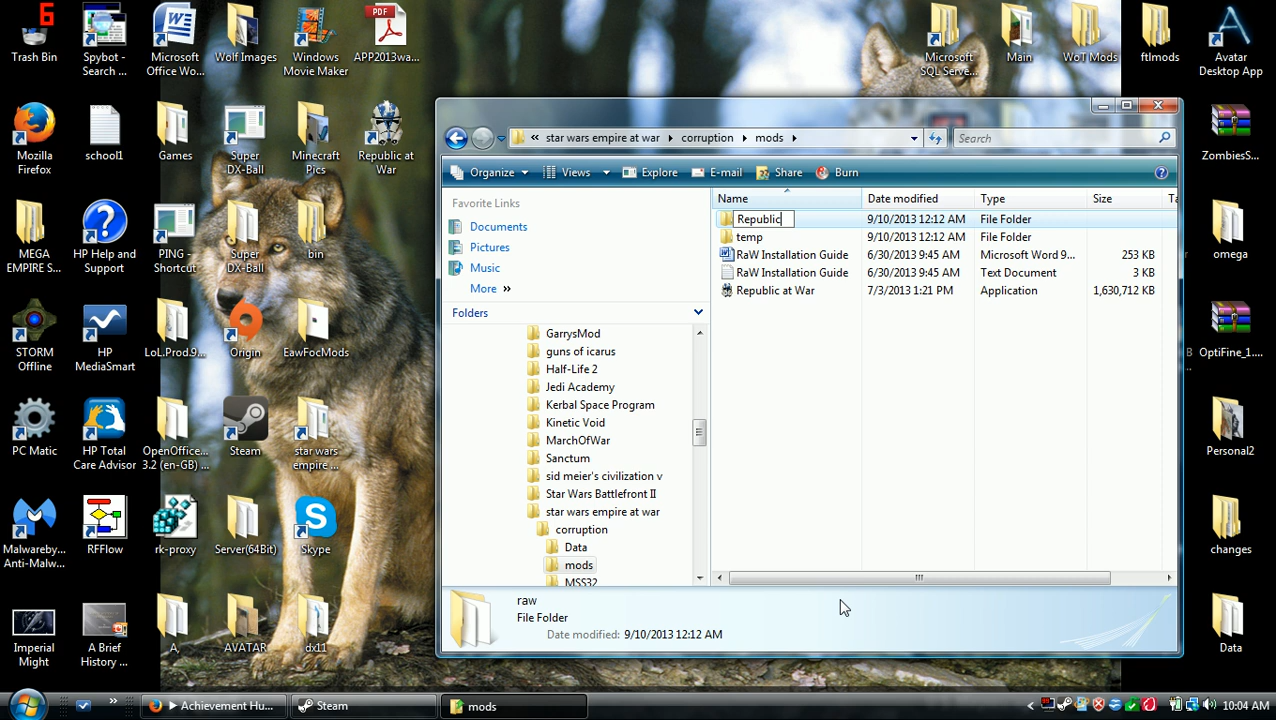 6
Trash Bin
Spybot -
Search ...
Microsoft
Office Wo...
Wolf Images
Windows
Movie Maker
PDF
APP2013wa...
Microsoft
SQL Serve...
Main
WoT Mods
ftlmods
Avatar
Desktop App
Mozilla
Firefox
school1
Games
Super
DX-Ball
Minecraft
Pics
Republic at
War
ZombiesS...
MEGA
EMPIRE S...
HP Help and
Support
PING -
Shortcut
Super
DX-Ball
bin
omega
STORM
Offline
HP
MediaSmart
LoL.Prod.9...
Origin
EawFocMods
OptiFine_1....
PC Matic
HP Total
Care Advisor
OpenOffice...
3.2 (en-GB) ...
Steam
star wars
empire ...
Personal2
Malwareby...
Anti-Malw...
RFFlow
rk-proxy
Server(64Bit)
Skype
changes
Imperial
Might
A Brief
History ...
A,
AVATAR
dx11
Data
star wars empire at war
corruption
mods
Search
Organize
Views
Explore
E-mail
Share
Burn
Favorite Links
Documents
Pictures
Music
More
Folders
GarrysMod
guns of icarus
Half-Life 2
Jedi Academy
Kerbal Space Program
Kinetic Void
MarchOfWar
Sanctum
sid meier's civilization v
Star Wars Battlefront II
star wars empire at war
corruption
Data
mods
MSS32
Name Date modified Type Size Ta
Republic 9/10/2013 12:12 AM File Folder
temp 9/10/2013 12:12 AM File Folder
RaW Installation Guide 6/30/2013 9:45 AM Microsoft Word 9... 253 KB
RaW Installation Guide 6/30/2013 9:45 AM Text Document 3 KB
Republic at War 7/3/2013 1:21 PM Application 1,630,712 KB
raw
File Folder
Date modified: 9/10/2013 12:12 AM
Achievement Hu...
Steam
mods
10:04 AM